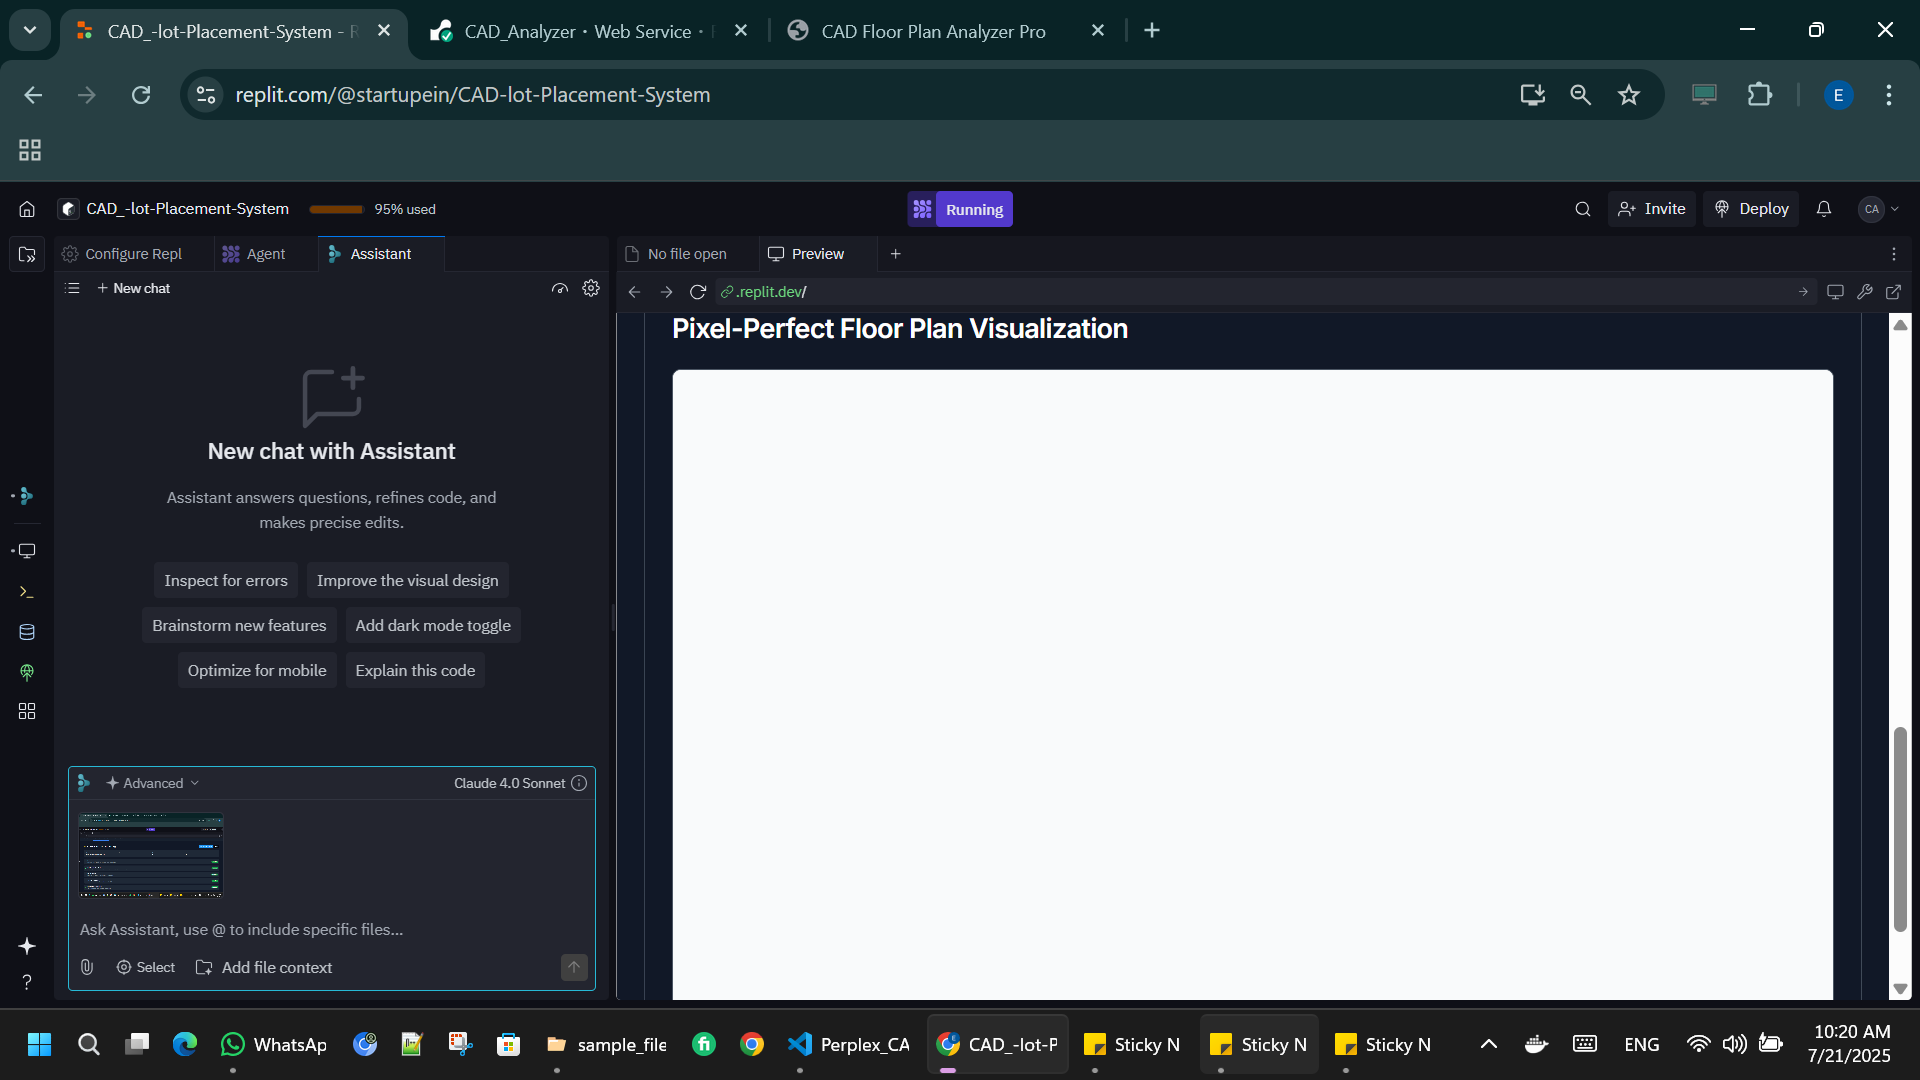 CAD_-lot-Placement-System - R
CAD_Analyzer • Web Service •
CAD Floor Plan Analyzer Pro
replit.com/@startupein/CAD-lot-Placement-System
E
CAD_-lot-Placement-System
95% used
Running
Invite
Deploy
CA
Configure Repl
Agent
Assistant
No file open
Preview
New chat
.replit.dev/
Pixel-Perfect Floor Plan Visualization
New chat with Assistant
Assistant answers questions, refines code, and
makes precise edits.
Inspect for errors
Improve the visual design
Brainstorm new features
Add dark mode toggle
Optimize for mobile
Explain this code
Advanced
Claude 4.0 Sonnet
Ask Assistant, use @ to include specific files...
Select
Add file context
WhatsAp
sample_file
Perplex_CA
CAD_-lot-P
Sticky N
Sticky N
Sticky N
ENG
10:20 AM
7/21/2025